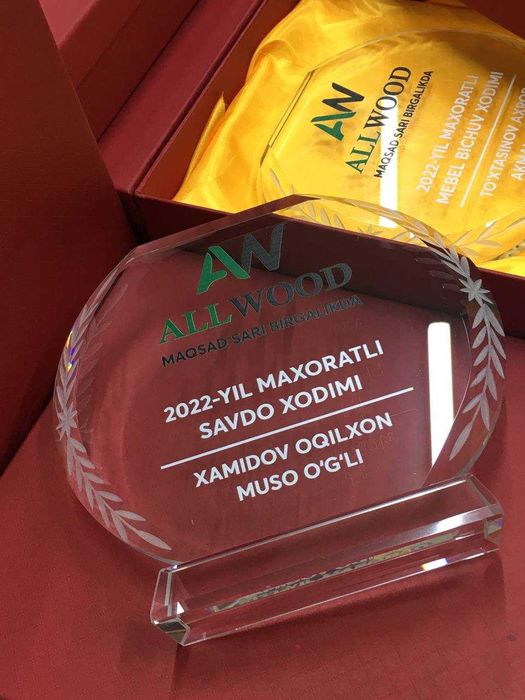 AW
ALLWOOD
MAQSAD SARI BIRGALIKDA
2022-YIL MAXORATLI
MEBEL BICHUV XODIMI
AW
ALLWOOD
MAQSAD SARI BIRGALIKDA
2022-YIL MAXORATLI
SAVDO XODIMI
XAMIDOV OQILXON
MUSO O'G'LI